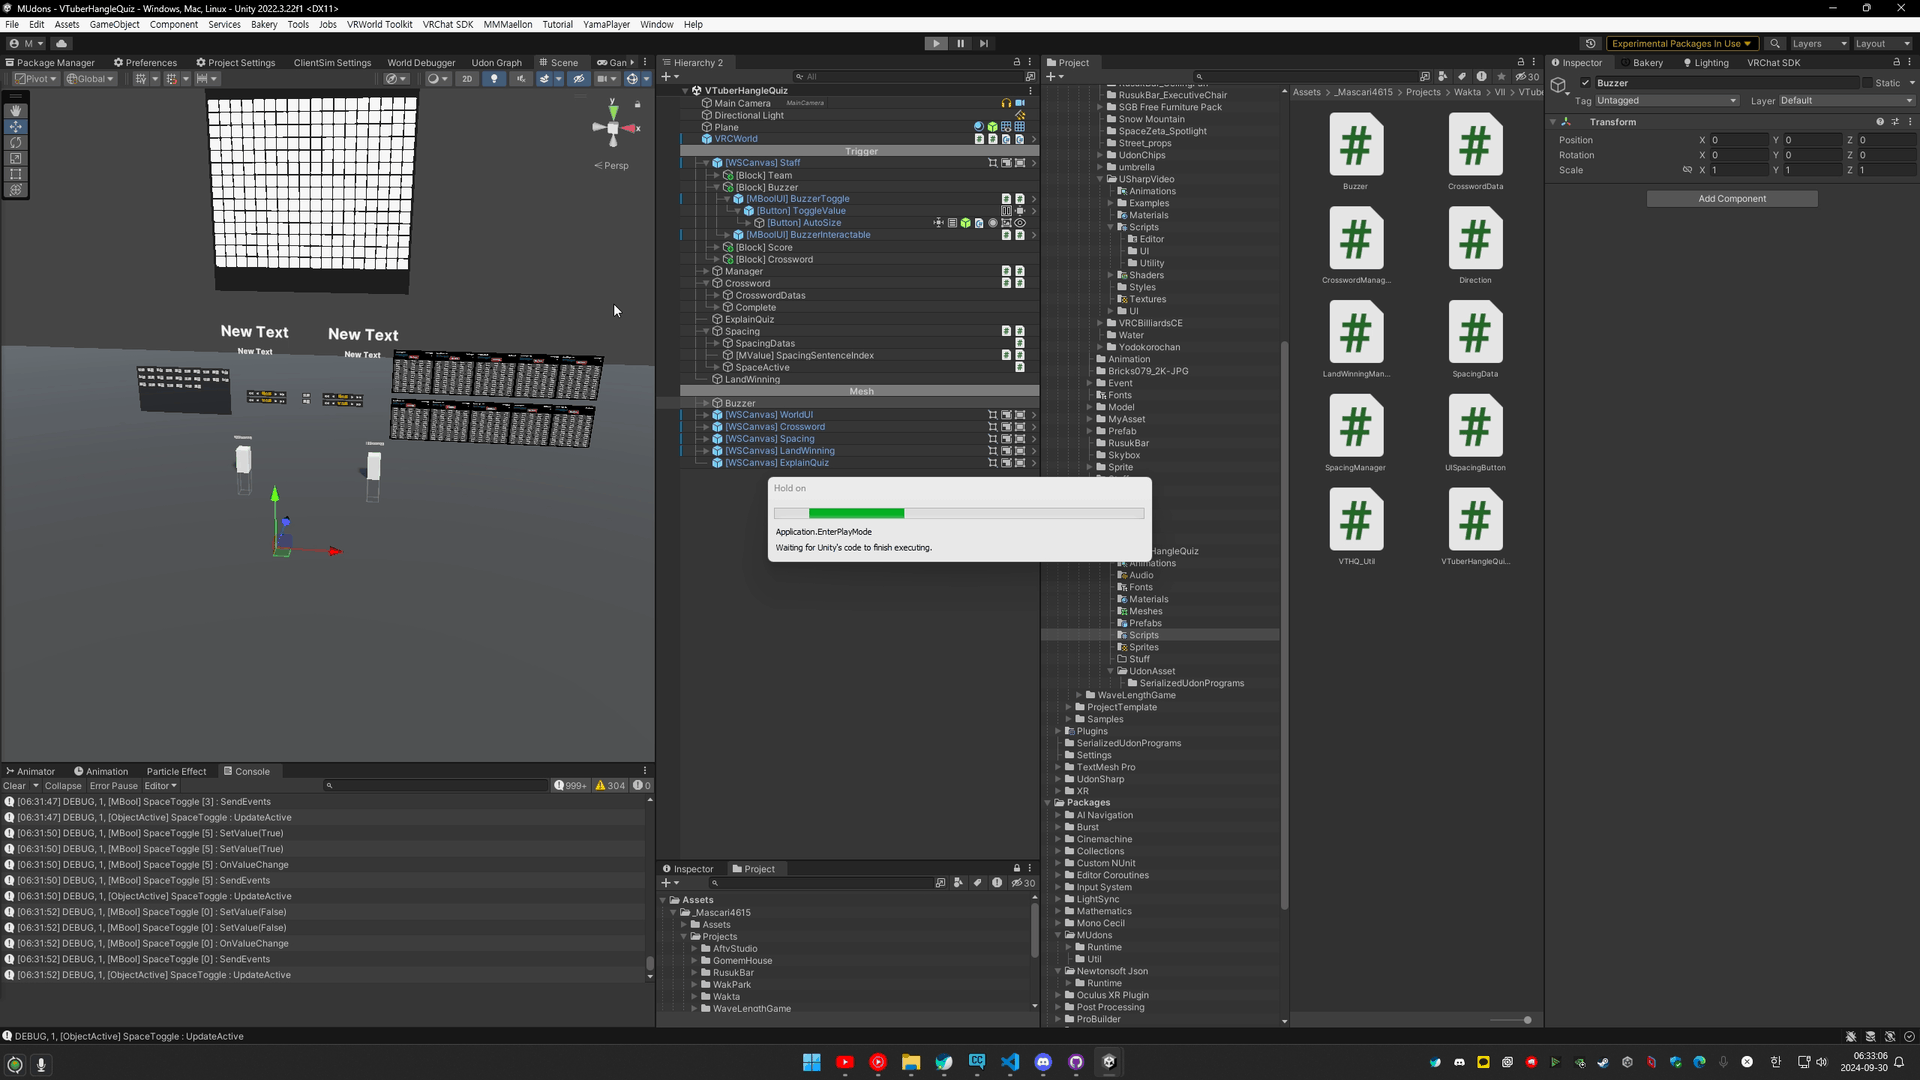 MUdons - VTuberHangleQuiz - Windows, Mac, Linux - Unity 2022.3.22f1 <DX11>
File Edit Assets GameObject Component Services Bakery Tools Jobs VRWorld Toolkit VRChat SDK MMMaellon Tutorial YamaPlayer Window Help
M
Experimental Packages In Use
Layers
Layout
Package Manager
Preferences
Project Settings
ClientSim Settings
World Debugger
Udon Graph
Scene
Gan
Pivot
Global
2D
y
x
< Persp
New Text
New Text
New Text
New Text
Hierarchy 2
All
VTuberHangleQuiz
Main Camera MainCamera
Directional Light
Plane
VRCWorld
Trigger
[WSCanvas] Staff
[Block] Team
[Block] Buzzer
[MBoolUI] BuzzerToggle
[Button] ToggleValue
[Button] AutoSize
[MBoolUI] BuzzerInteractable
[Block] Score
[Block] Crossword
Manager
Crossword
CrosswordDatas
Complete
ExplainQuiz
Spacing
SpacingDatas
[MValue] SpacingSentenceIndex
SpaceActive
LandWinning
Mesh
Buzzer
[WSCanvas] WorldUI
[WSCanvas] Crossword
[WSCanvas] Spacing
[WSCanvas] LandWinning
[WSCanvas] ExplainQuiz
Hold on
Application.EnterPlayMode
Waiting for Unity's code to finish executing.
Project
30
RusukBar_ExecutiveChair
SGB Free Furniture Pack
Snow Mountain
SpaceZeta_Spotlight
Street_props
UdonChips
umbrella
USharpVideo
Animations
Examples
Materials
Scripts
Editor
UI
Utility
Shaders
Styles
Textures
UI
VRCBilliardsCE
Water
Yodokorochan
Animation
Bricks079_2K-JPG
Event
Fonts
Model
MyAsset
Prefab
RusukBar
Skybox
Sprite
HangleQuiz
Animations
Audio
Fonts
Materials
Meshes
Prefabs
Scripts
Sprites
Stuff
UdonAsset
SerializedUdonPrograms
WaveLengthGame
ProjectTemplate
Samples
Plugins
SerializedUdonPrograms
Settings
TextMesh Pro
UdonSharp
XR
Packages
AI Navigation
Burst
Cinemachine
Collections
Custom NUnit
Editor Coroutines
Input System
LightSync
Mathematics
Mono Cecil
MUdons
Runtime
Util
Newtonsoft Json
Runtime
Oculus XR Plugin
Post Processing
ProBuilder
Assets > _Mascari4615 > Projects > Wakta > VII > VTube
Buzzer
CrosswordData
CrosswordManag...
Direction
LandWinningMan...
SpacingData
SpacingManager
UISpacingButton
VTHQ_Util
VTuberHangleQui...
Inspector
Bakery
Lighting
VRChat SDK
Buzzer
Static
Tag Untagged
Layer Default
Transform
Position X 0 Y 0 Z 0
Rotation X 0 Y 0 Z 0
Scale X 1 Y 1 Z 1
Add Component
Animator
Animation
Particle Effect
Console
Clear
Collapse
Error Pause
Editor
999+
304
0
[06:31:47] DEBUG, 1, [MBool] SpaceToggle [3] : SendEvents
[06:31:47] DEBUG, 1, [ObjectActive] SpaceToggle : UpdateActive
[06:31:50] DEBUG, 1, [MBool] SpaceToggle [5] : SetValue(True)
[06:31:50] DEBUG, 1, [MBool] SpaceToggle [5] : SetValue(True)
[06:31:50] DEBUG, 1, [MBool] SpaceToggle [5] : OnValueChange
[06:31:50] DEBUG, 1, [MBool] SpaceToggle [5] : SendEvents
[06:31:50] DEBUG, 1, [ObjectActive] SpaceToggle : UpdateActive
[06:31:52] DEBUG, 1, [MBool] SpaceToggle [0] : SetValue(False)
[06:31:52] DEBUG, 1, [MBool] SpaceToggle [0] : SetValue(False)
[06:31:52] DEBUG, 1, [MBool] SpaceToggle [0] : OnValueChange
[06:31:52] DEBUG, 1, [MBool] SpaceToggle [0] : SendEvents
[06:31:52] DEBUG, 1, [ObjectActive] SpaceToggle : UpdateActive
DEBUG, 1, [ObjectActive] SpaceToggle : UpdateActive
Inspector
Project
30
Assets
_Mascari4615
Assets
Projects
AftvStudio
GomemHouse
RusukBar
WakPark
Wakta
WaveLengthGame
한
06:33:06
2024-09-30